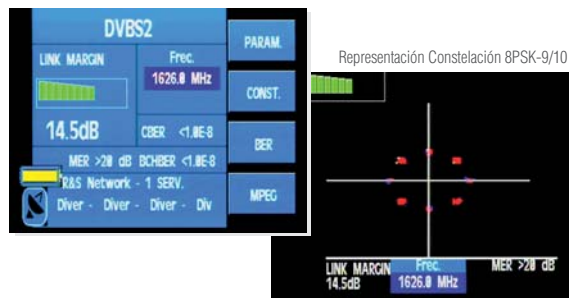 DVBS2
LINK MARGIN
Frec.
1626.0 MHz
14.5dB
CBER <1.0E-8
MER >20 dB BCHBER <1.0E-8
R&S Network - 1 SERV.
Diver - Diver - Diver - Div
PARAM.
CONST.
BER
MPEG
Representación Constelación 8PSK-9/10
LINK MARGIN
14.5dB
Frec.
1626.0 MHz
MER >20 dB